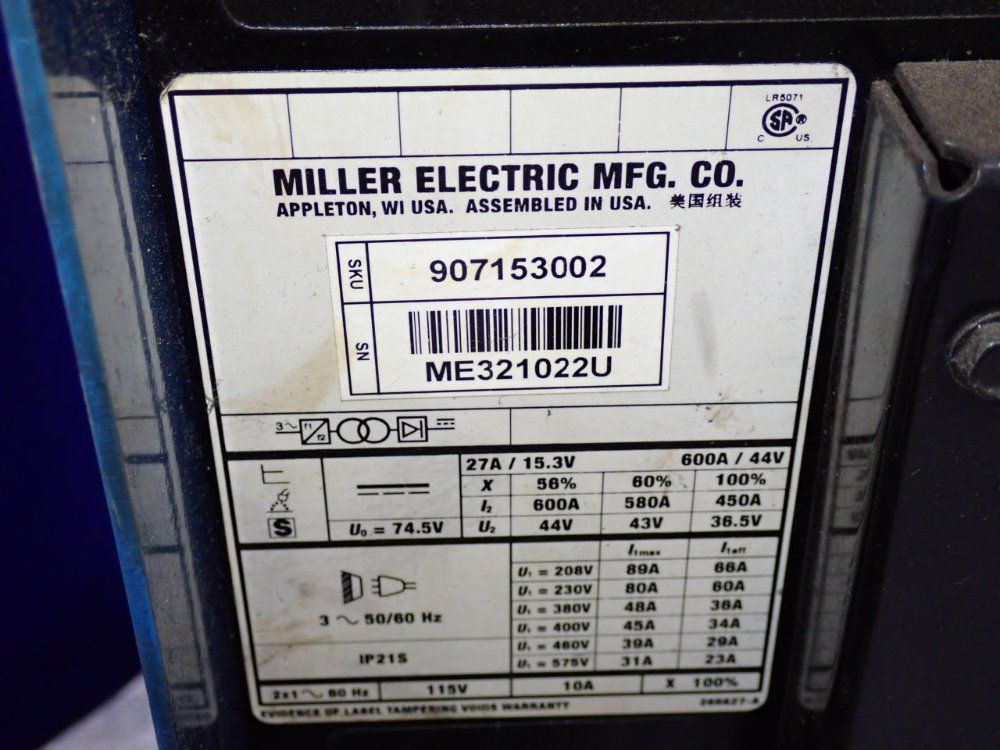 LR5071
SA ®
C US
MILLER ELECTRIC MFG. CO.
APPLETON, WI USA. ASSEMBLED IN USA. 美国组装
SKU 907153002
SN
ME321022U
3~ f1 f2
27A / 15.3V 600A / 44V
X 56% 60% 100%
I2 600A 580A 450A
S U0 = 74.5V U2 44V 43V 36.5V
I1max I1eff
U1 = 208V 89A 66A
U1 = 230V 80A 60A
U1 = 380V 48A 36A
3 ~ 50/60 Hz U1 = 400V 45A 34A
U1 = 460V 39A 29A
IP21S U1 = 575V 31A 23A
2x1 ~ 60 Hz 115V 10A X 100%
EVIDENCE OF LABEL TAMPERING VOIDS WARRANTY